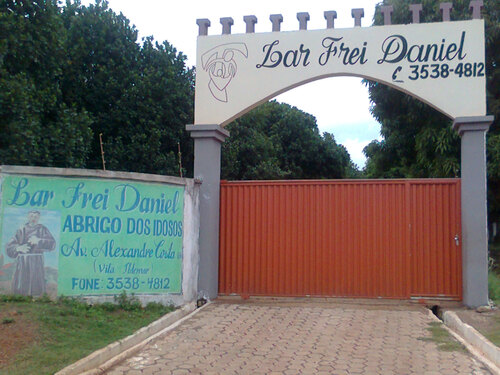 Lar Frei Daniel
3538-4812
Lar Frei Daniel
ABRIGO DOS IDOSOS
Av. Alexandre Costa
(Vila Ildemar)
FONE: 3538-4812